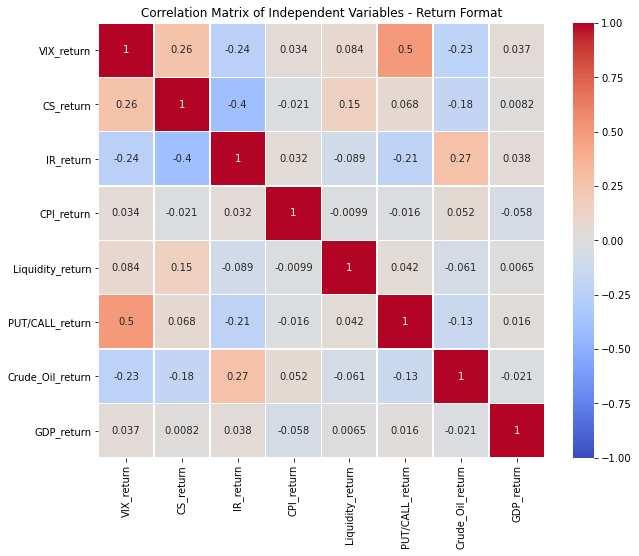 Correlation Matrix of Independent Variables - Return Format
VIX_return 1 0.26 -0.24 0.034 0.084 0.5 -0.23 0.037
CS_return 0.26 1 -0.4 -0.021 0.15 0.068 -0.18 0.0082
IR_return -0.24 -0.4 1 0.032 -0.089 -0.21 0.27 0.038
CPI_return 0.034 -0.021 0.032 1 -0.0099 -0.016 0.052 -0.058
Liquidity_return 0.084 0.15 -0.089 -0.0099 1 0.042 -0.061 0.0065
PUT/CALL_return 0.5 0.068 -0.21 -0.016 0.042 1 -0.13 0.016
Crude_Oil_return -0.23 -0.18 0.27 0.052 -0.061 -0.13 1 -0.021
GDP_return 0.037 0.0082 0.038 -0.058 0.0065 0.016 -0.021 1
VIX_return
CS_return
IR_return
CPI_return
Liquidity_return
PUT/CALL_return
Crude_Oil_return
GDP_return
1.00
0.75
0.50
0.25
0.00
−0.25
−0.50
−0.75
−1.00